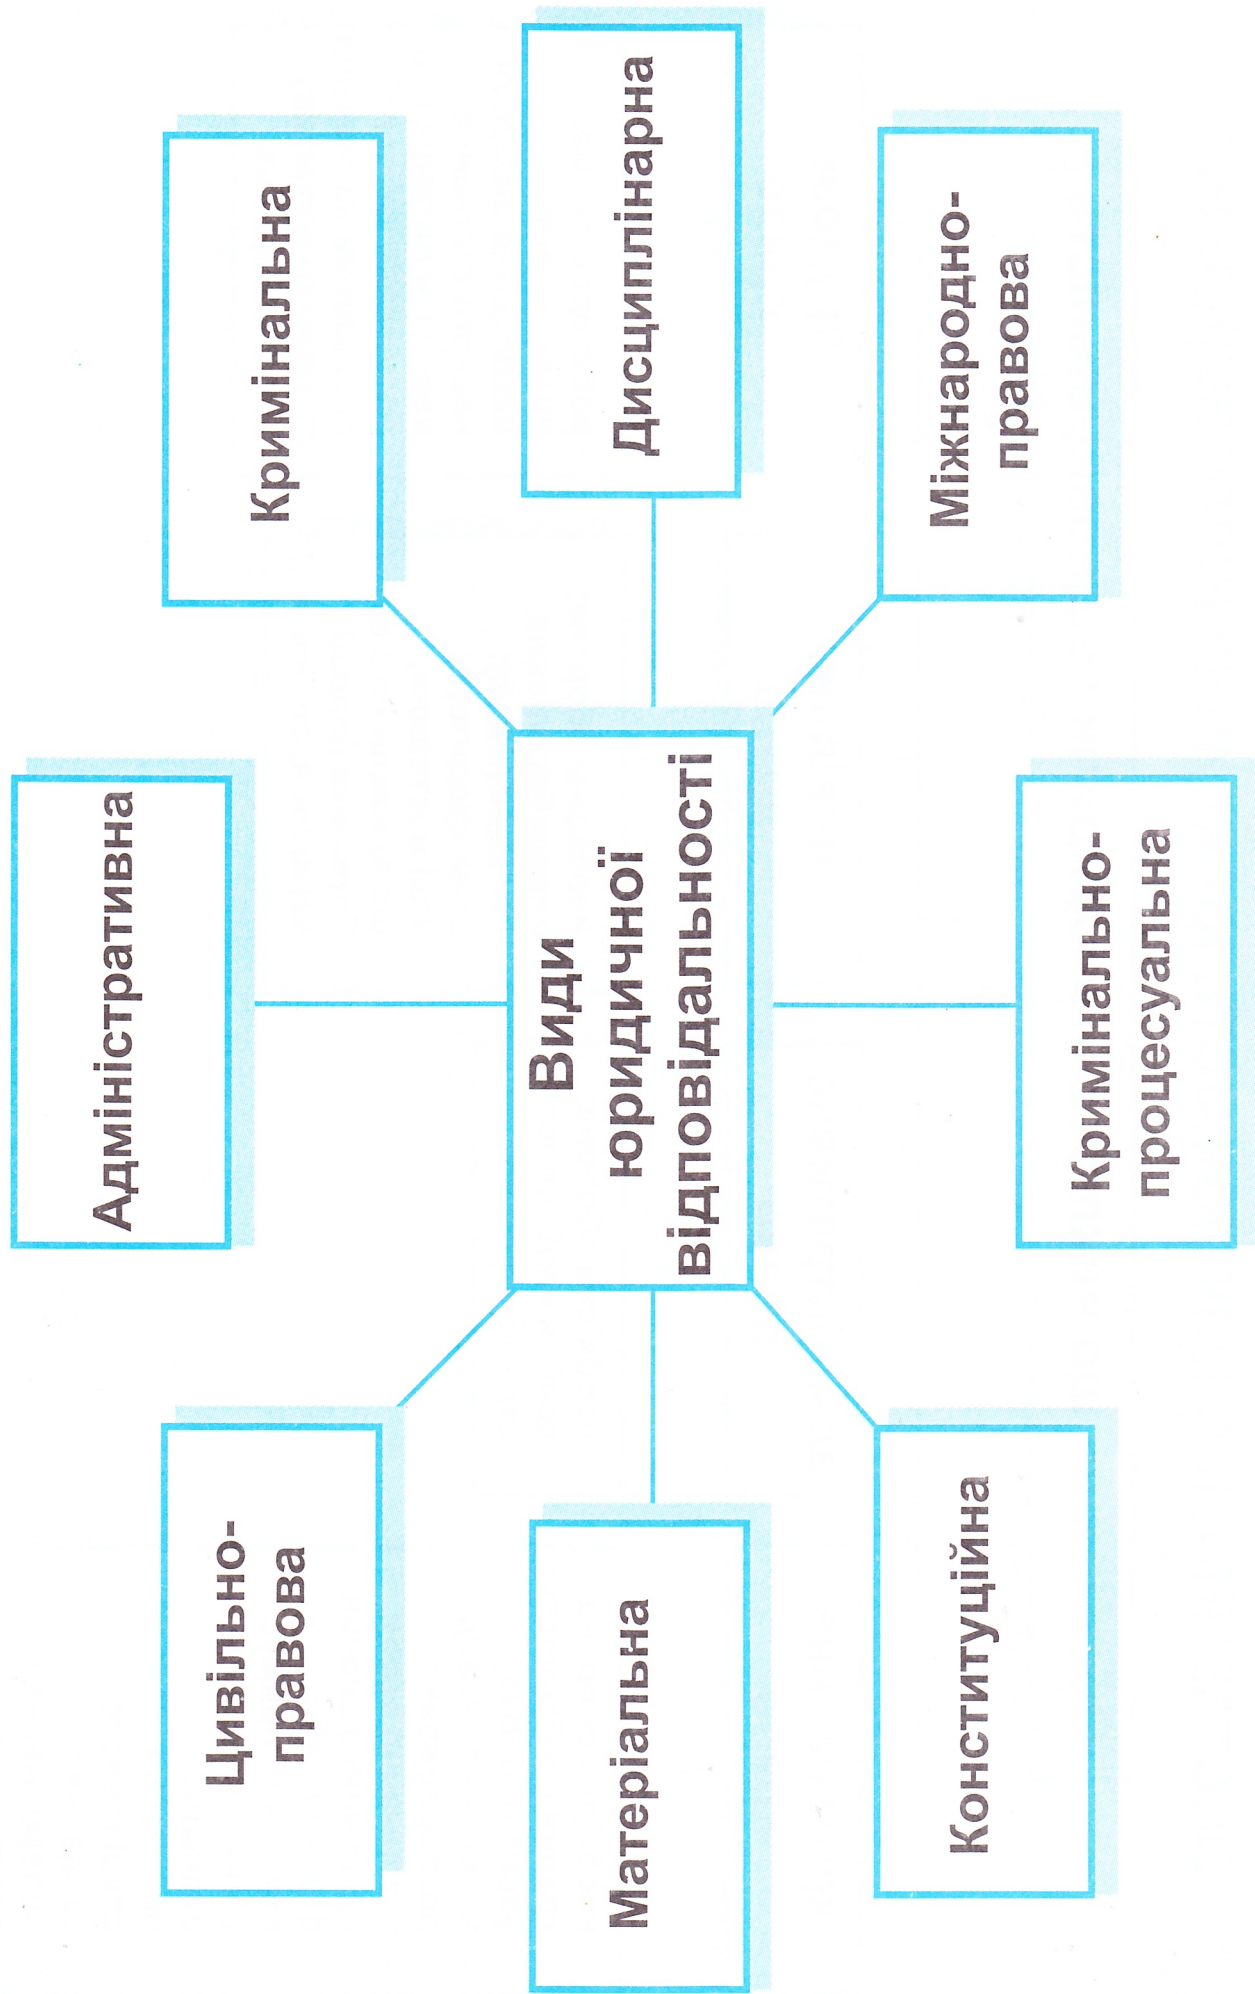 Адміністративна
Цивільно-
правова
Кримінальна
Матеріальна
Види
юридичної
відповідальності
Дисциплінарна
Конституційна
Міжнародно-
правова
Кримінально-
процесуальна